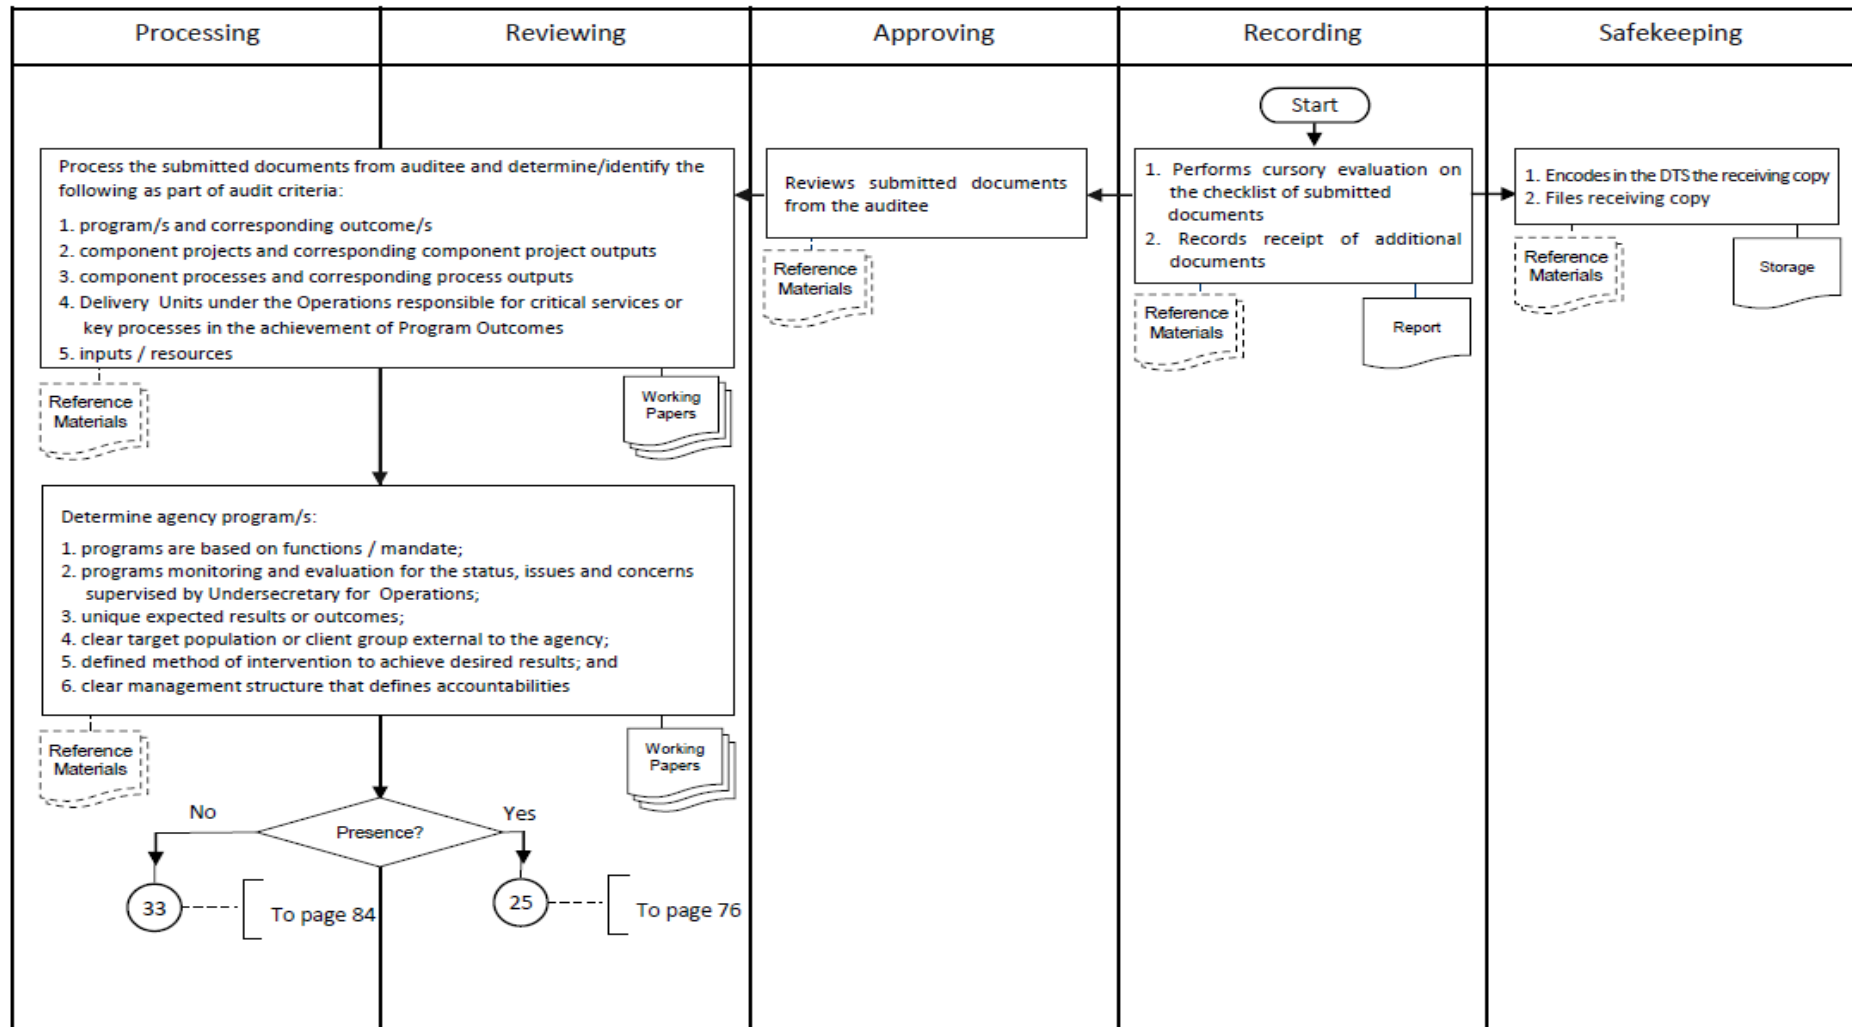 Processing
Reviewing
Approving
Recording
Safekeeping
Start
Process the submitted documents from auditee and determine/identify the
following as part of audit criteria:
1. program/s and corresponding outcome/s
2. component projects and corresponding component project outputs
3. component processes and corresponding process outputs
4. Delivery Units under the Operations responsible for critical services or
key processes in the achievement of Program Outcomes
5. inputs / resources
Reference
Materials
Working
Papers
Reviews submitted documents
from the auditee
Reference
Materials
1. Performs cursory evaluation on
the checklist of submitted
documents
2. Records receipt of additional
documents
Reference
Materials
Report
1. Encodes in the DTS the receiving copy
2. Files receiving copy
Reference
Materials
Storage
Determine agency program/s:
1. programs are based on functions / mandate;
2. programs monitoring and evaluation for the status, issues and concerns
supervised by Undersecretary for Operations;
3. unique expected results or outcomes;
4. clear target population or client group external to the agency;
5. defined method of intervention to achieve desired results; and
6. clear management structure that defines accountabilities
Reference
Materials
Working
Papers
No
Presence?
Yes
33
To page 84
25
To page 76